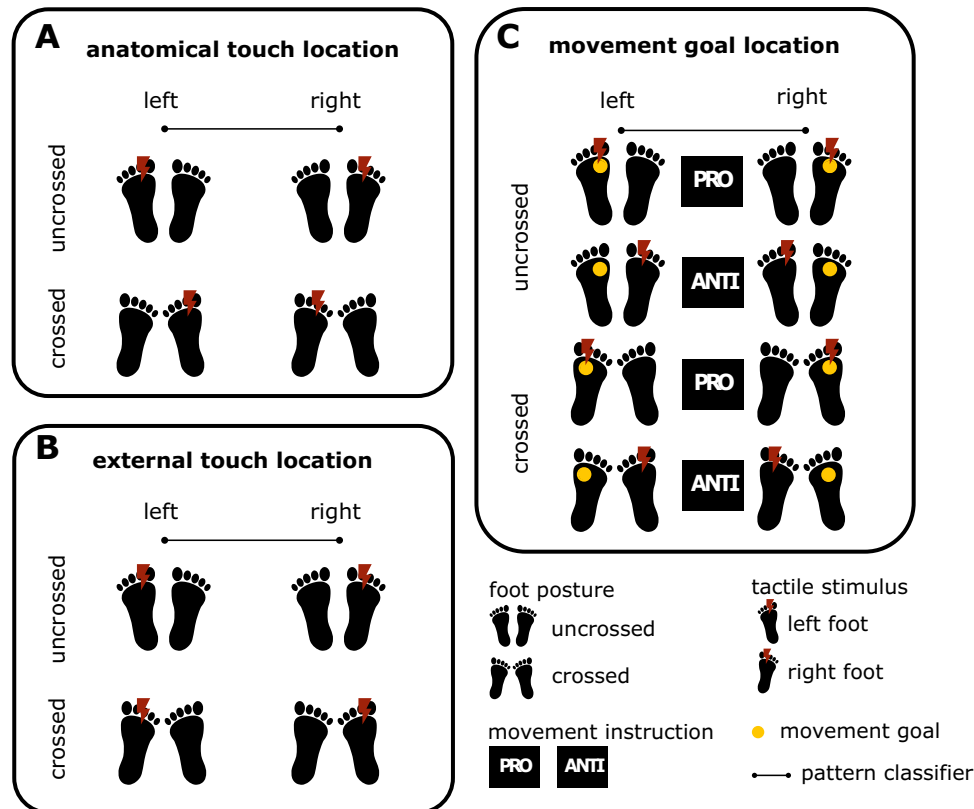 A
anatomical touch location
left right
uncrossed
crossed
B
external touch location
left right
uncrossed
crossed
C
movement goal location
left right
uncrossed
PRO
ANTI
crossed
PRO
ANTI
foot posture
uncrossed
crossed
movement instruction
PRO ANTI
tactile stimulus
left foot
right foot
movement goal
pattern classifier